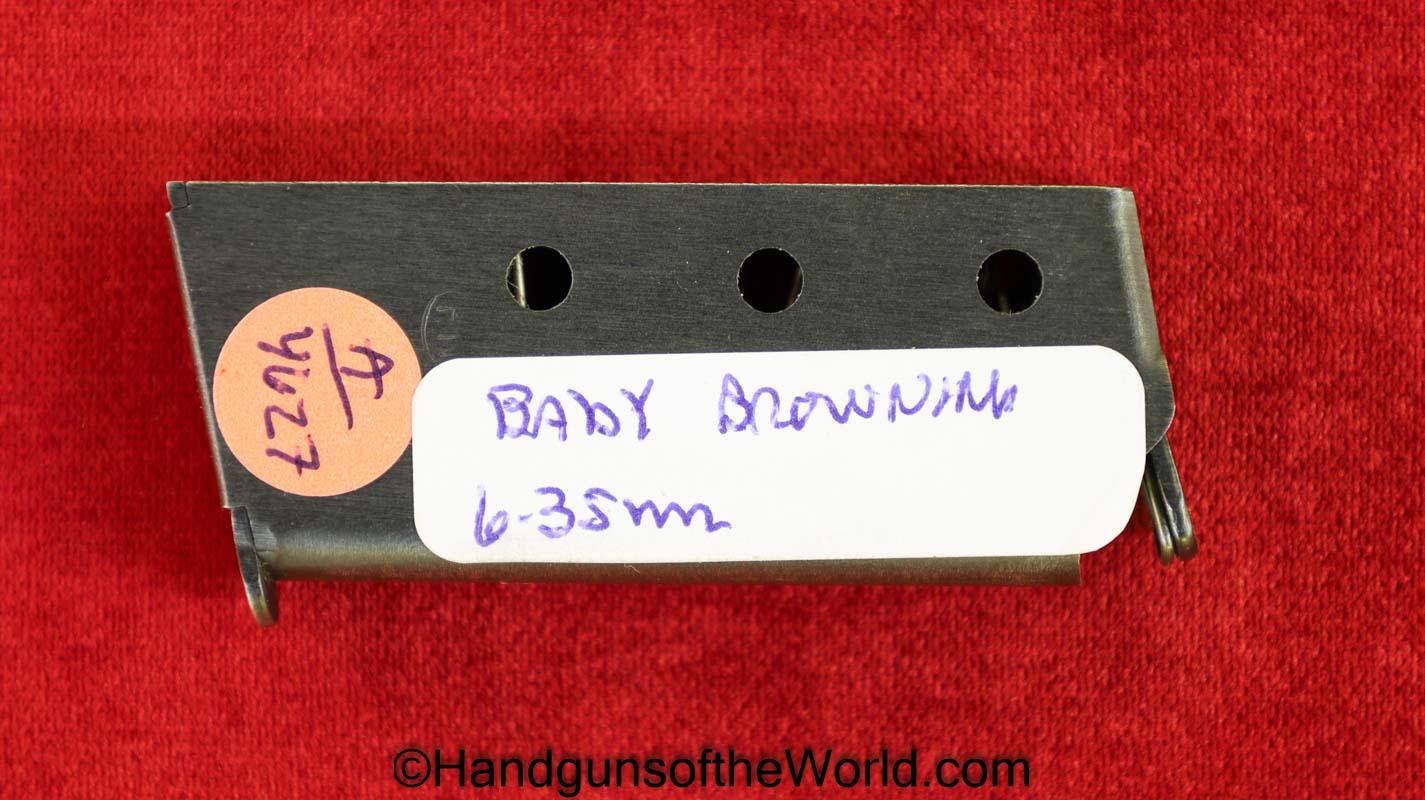 A
4627
BABY BROWNING
6.35mm
©HandgunsoftheWorld.com